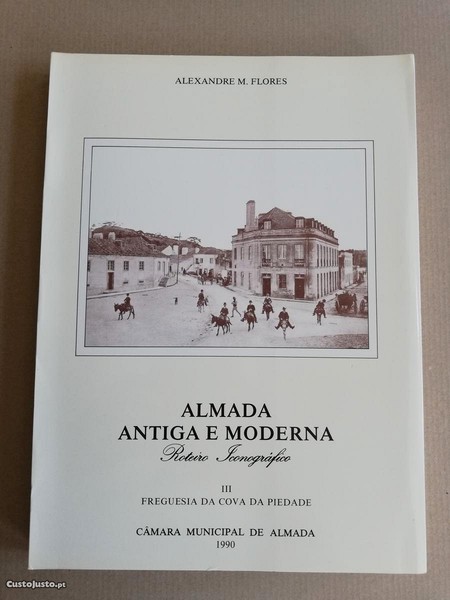 ALEXANDRE M. FLORES
ALMADA
ANTIGA E MODERNA
Roteiro Iconográfico
III
FREGUESIA DA COVA DA PIEDADE
CÂMARA MUNICIPAL DE ALMADA
1990
CustoJusto.pt